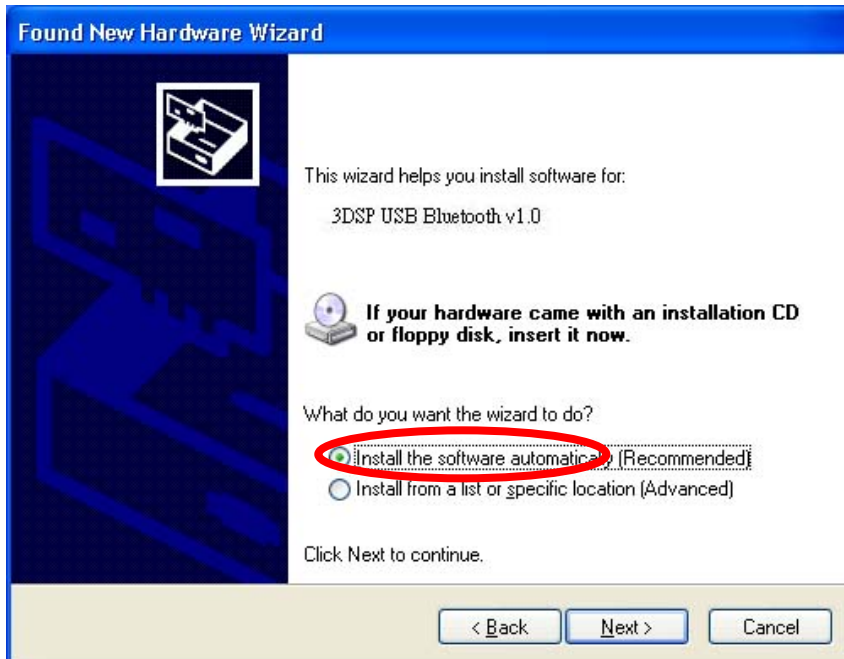 Found New Hardware Wizard
This wizard helps you install software for:
3DSP USB Bluetooth v1.0
If your hardware came with an installation CD
or floppy disk, insert it now.
What do you want the wizard to do?
Install the software automatically (Recommended)
Install from a list or specific location (Advanced)
Click Next to continue.
< Back Next > Cancel